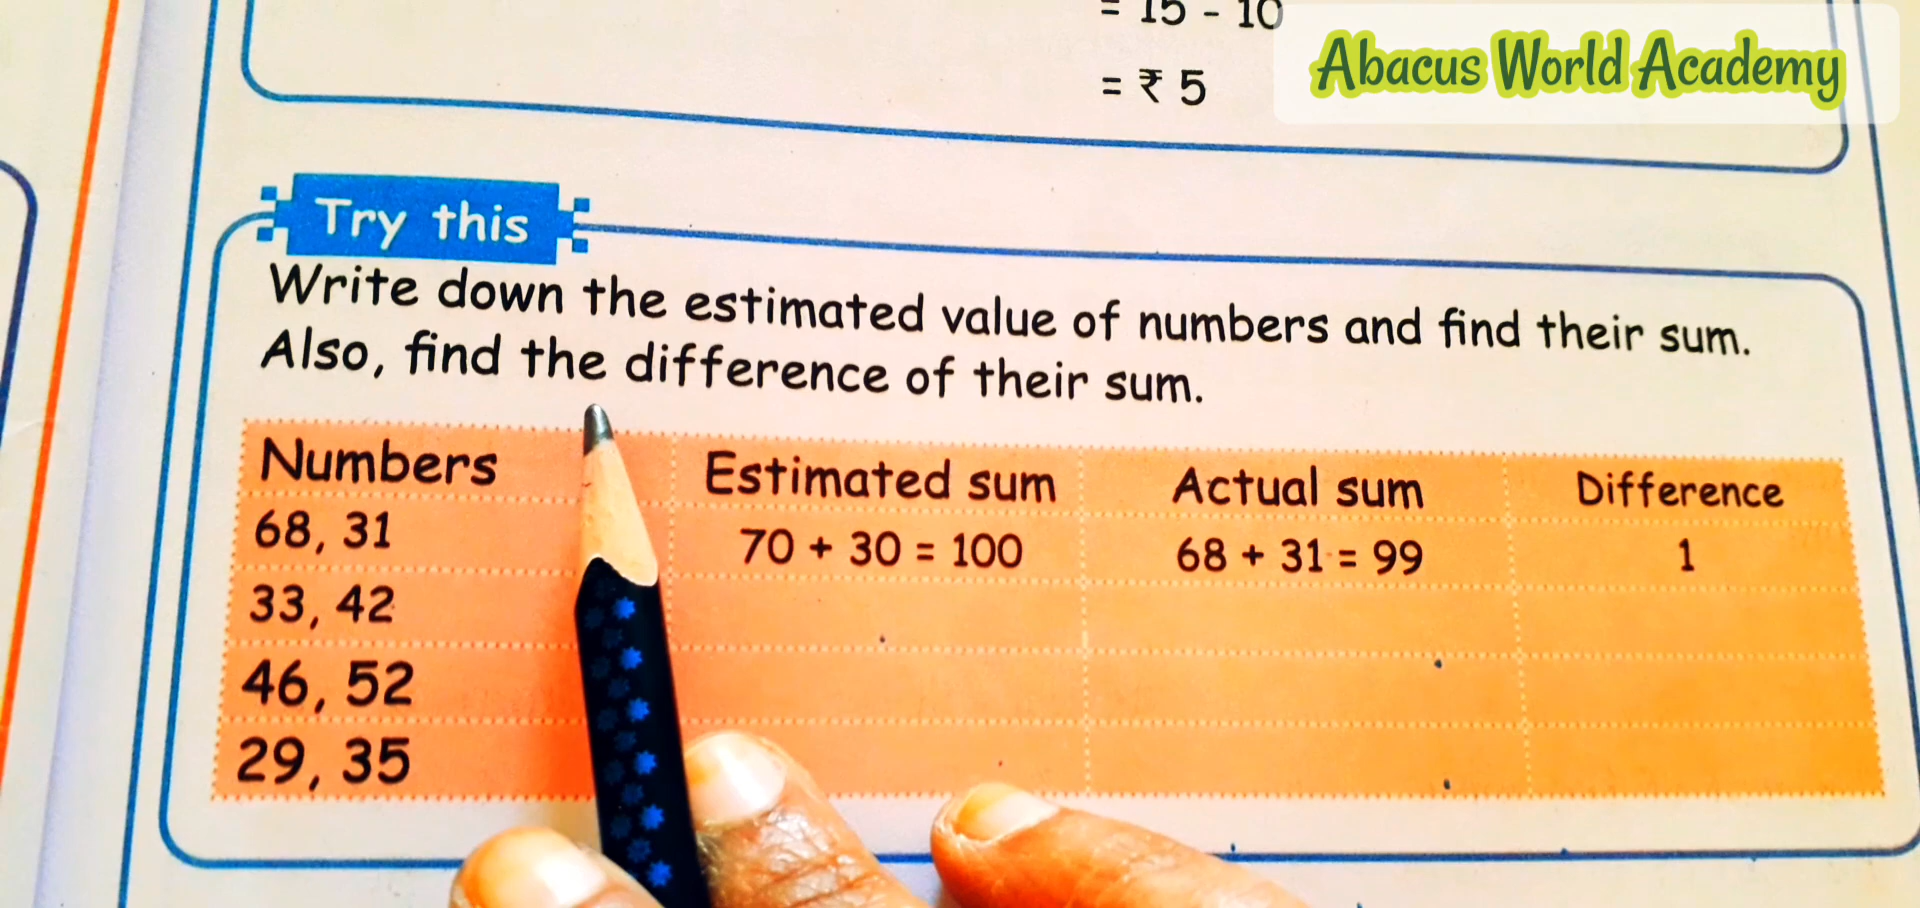 = 15 - 10
Abacus World Academy
= ₹ 5
Try this
Write down the estimated value of numbers and find their sum.
Also, find the difference of their sum.
Numbers Estimated sum Actual sum Difference
68, 31 70 + 30 = 100 68 + 31 = 99 1
33, 42
46, 52
29, 35